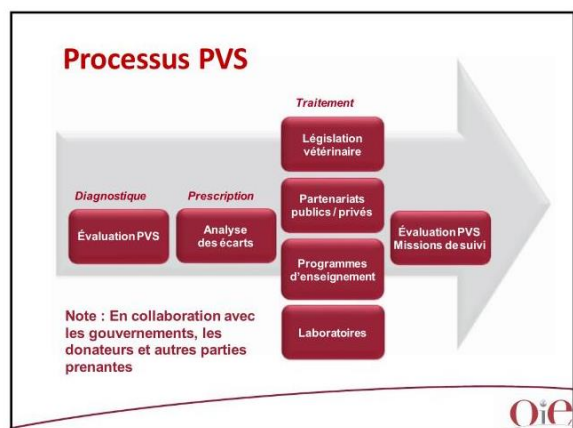 Processus PVS
Traitement
Législation
vétérinaire
Diagnostique
Prescription
Partenariats
publics / privés
Évaluation PVS
Analyse
des écarts
Évaluation PVS
Missions de suivi
Programmes
d'enseignement
Laboratoires
Note : En collaboration avec
les gouvernements, les
donateurs et autres parties
prenantes
Oie